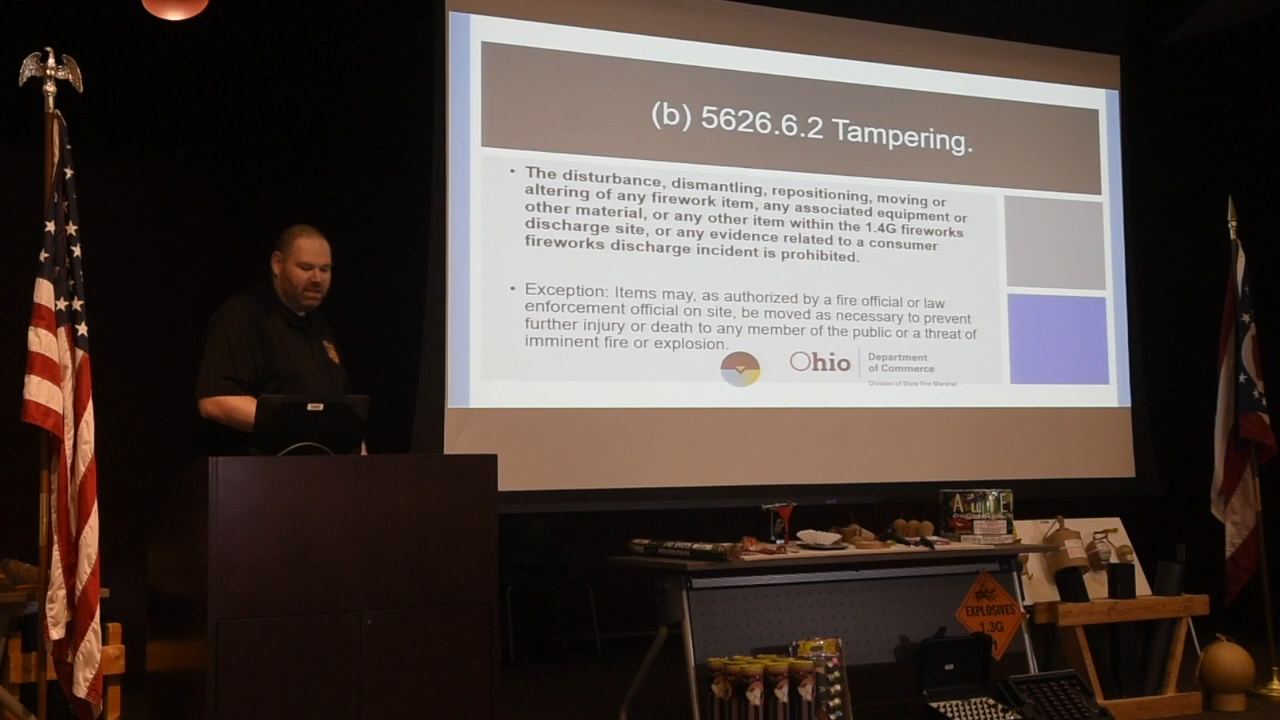 (b) 5626.6.2 Tampering.
• The disturbance, dismantling, repositioning, moving or
altering of any firework item, any associated equipment or
other material, or any other item within the 1.4G fireworks
discharge site, or any evidence related to a consumer
fireworks discharge incident is prohibited.
• Exception: Items may, as authorized by a fire official or law
enforcement official on site, be moved as necessary to prevent
further injury or death to any member of the public or a threat of
imminent fire or explosion.
Ohio
Department
of Commerce
Division of State Fire Marshal
EXPLOSIVES
1.3G
1